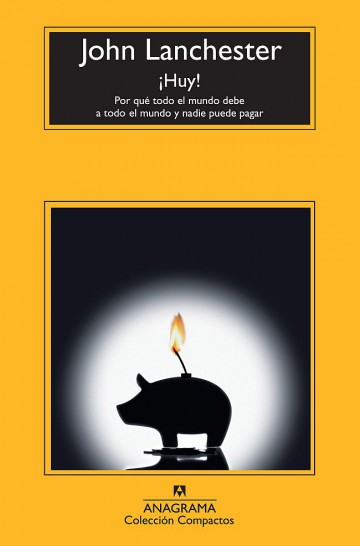 John Lanchester
¡Huy!
Por qué todo el mundo debe
a todo el mundo y nadie puede pagar
ANAGRAMA
Colección Compactos